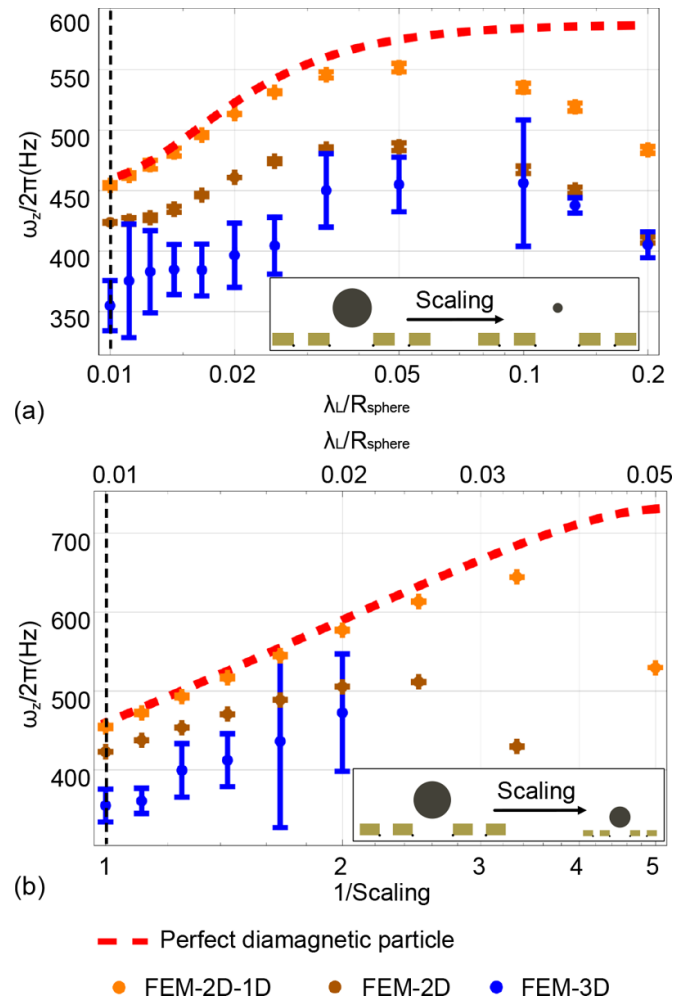 600
550
500
450
400
350
ω_z/2π(Hz)
Scaling
0.01 0.02 0.05 0.1 0.2
(a)
λ_L/R_sphere
λ_L/R_sphere
0.01 0.02 0.03 0.05
700
600
500
400
ω_z/2π(Hz)
Scaling
1 2 3 4 5
(b)
1/Scaling
Perfect diamagnetic particle
FEM-2D-1D FEM-2D FEM-3D